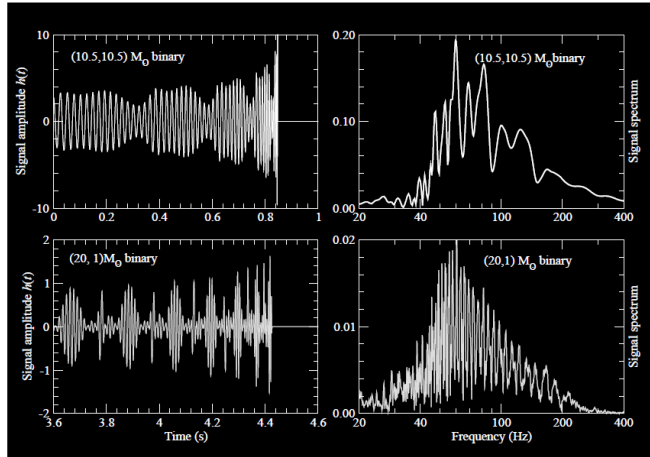 10
5
0
-5
-10
Signal amplitude h(t)
(10.5,10.5) M⊙ binary
0 0.2 0.4 0.6 0.8 1
0.20
0.10
0.00
(10.5,10.5) M⊙ binary
Signal spectrum
20 40 100 200 400
2
1
0
-1
-2
Signal amplitude h(t)
(20, 1)M⊙ binary
3.6 3.8 4 4.2 4.4 4.6
Time (s)
0.02
0.01
0.00
(20,1) M⊙ binary
Signal spectrum
20 40 100 200 400
Frequency (Hz)